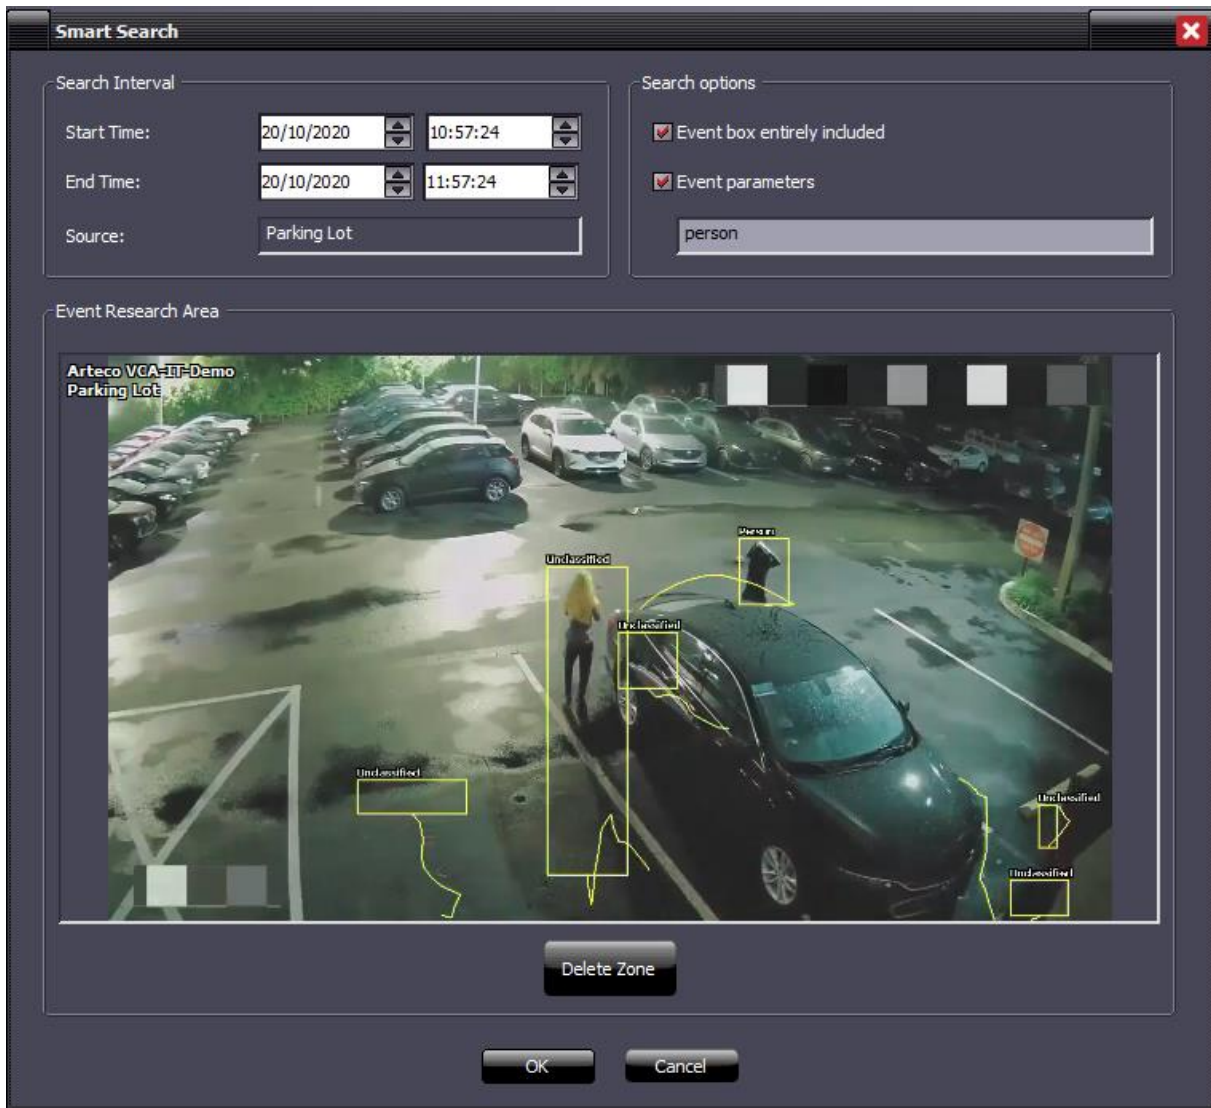 Smart Search
Search Interval
Start Time: 20/10/2020 10:57:24
End Time: 20/10/2020 11:57:24
Source: Parking Lot
Search options
Event box entirely included
Event parameters
person
Event Research Area
Arteco VCA-IT-Demo
Parking Lot
Person
Unclassified
Unclassified
Unclassified
Unclassified
Unclassified
Delete Zone
OK Cancel